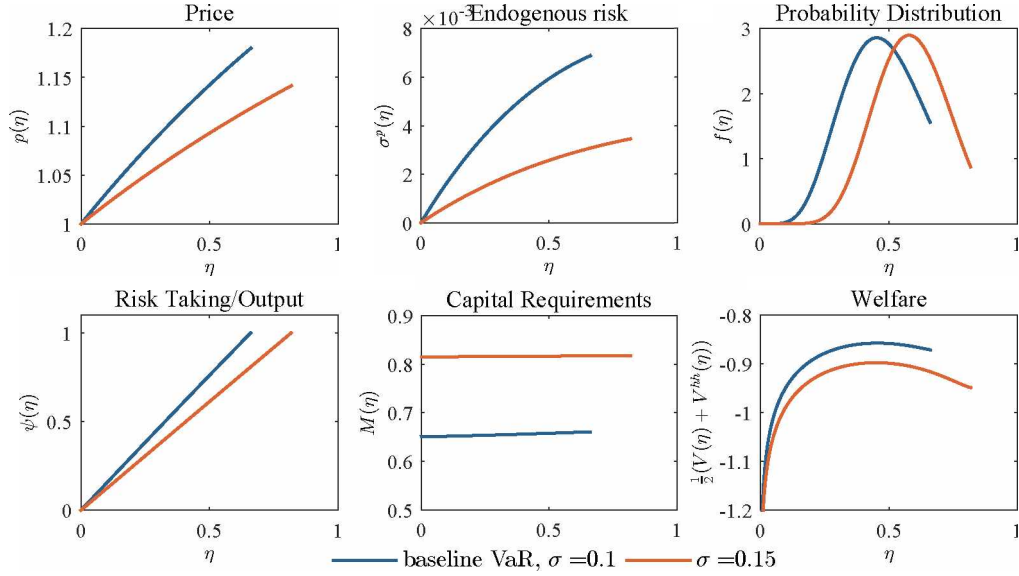 Price
1.2
1.15
1.1
1.05
1
p(η)
0
0.5
1
η
×10⁻³ Endogenous risk
8
6
4
2
0
σᵖ(η)
0
0.5
1
η
Probability Distribution
3
2
1
0
f(η)
0
0.5
1
η
Risk Taking/Output
1
0.5
0
ψ(η)
0
0.5
1
η
Capital Requirements
0.9
0.8
0.7
0.6
0.5
M(η)
0
0.5
1
η
Welfare
-0.8
-0.9
-1
-1.1
-1.2
½(V(η) + Vʰʰ(η))
0
0.5
1
η
baseline VaR, σ =0.1 σ =0.15